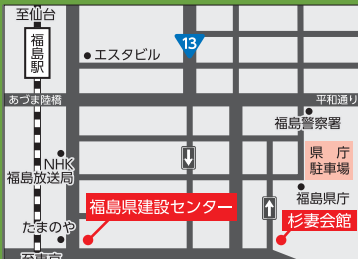 至仙台
福島駅
エスタビル
13
あづま陸橋
平和通り
福島警察署
県庁
駐車場
NHK
福島放送局
福島県庁
福島県建設センター
杉妻会館
たまのや
至東京